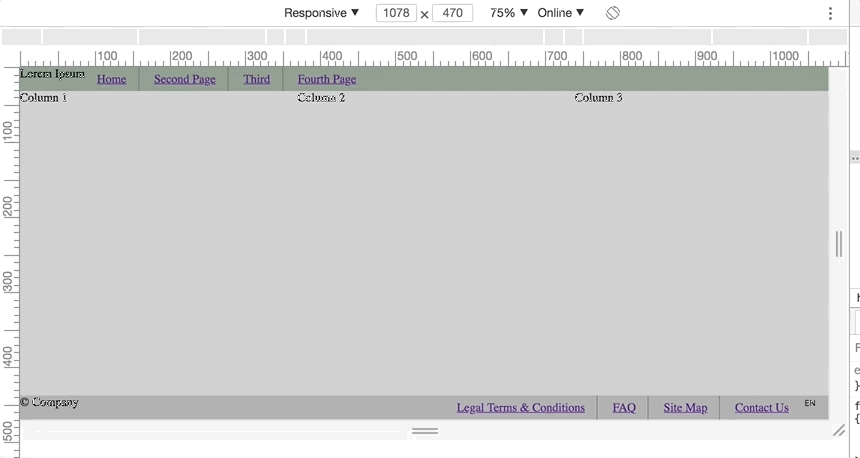 Responsive ▼ 1078 × 470 75% ▼ Online ▼
100 200 300 400 500 600 700 800 900 1000
Lorem Ipsum Home Second Page Third Fourth Page
Column 1 Column 2 Column 3
100
200
300
400
500
© Company Legal Terms & Conditions FAQ Site Map Contact Us EN